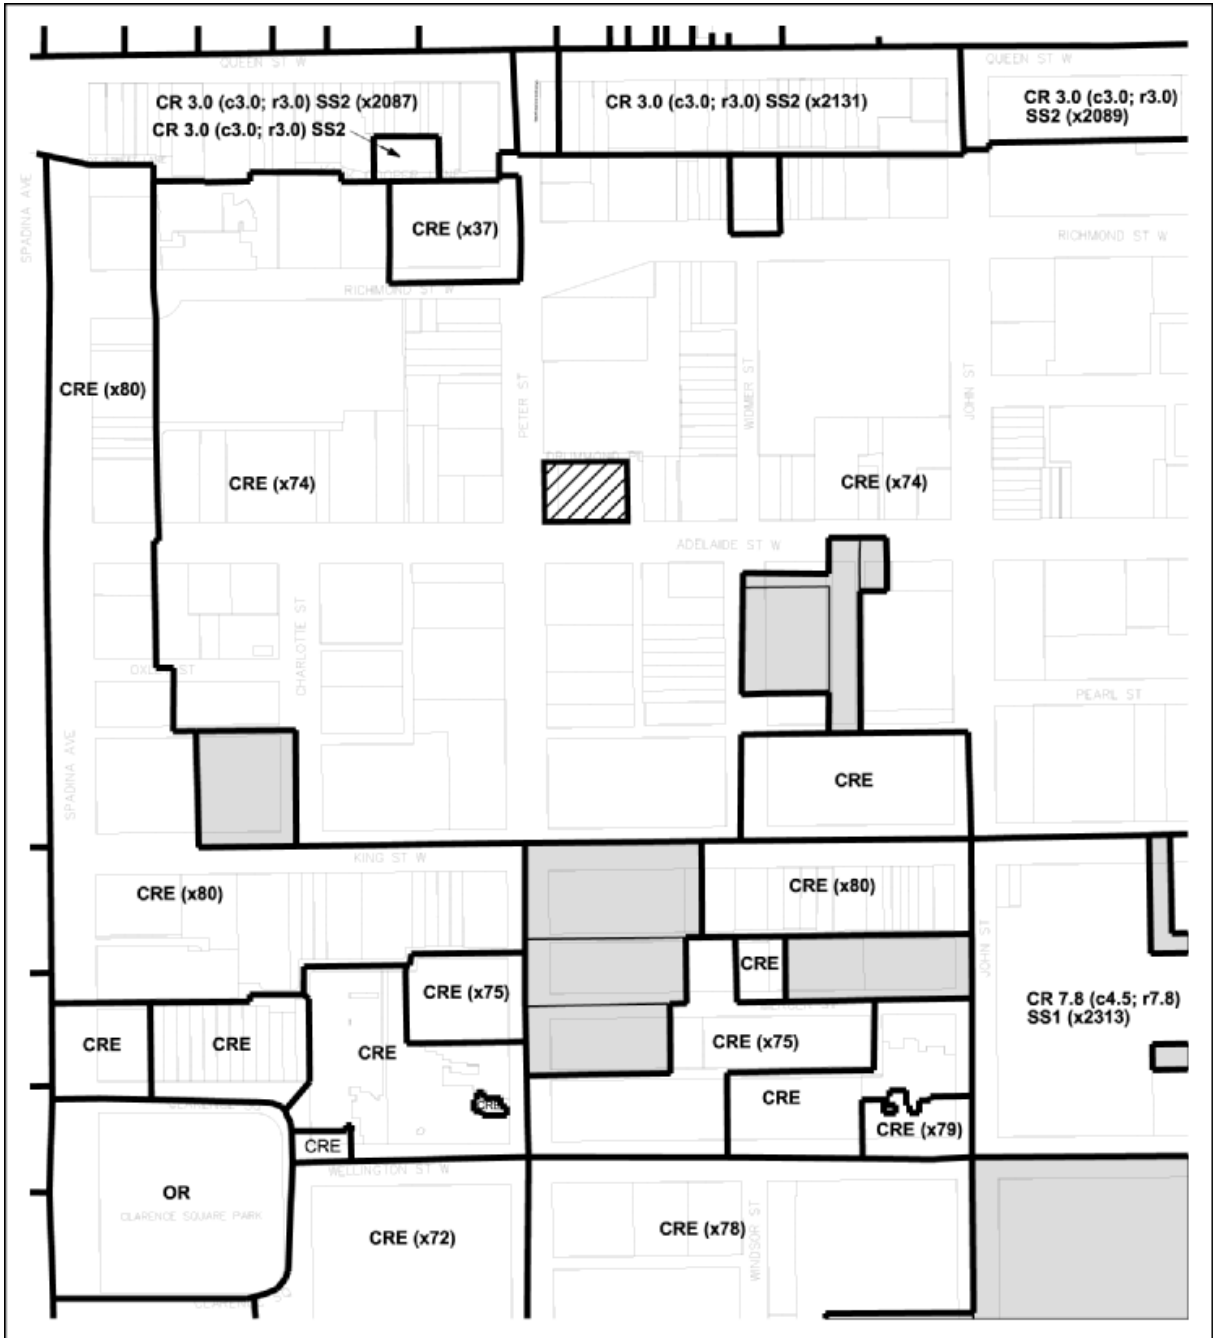 QUEEN ST W
QUEEN ST W
CR 3.0 (c3.0; r3.0) SS2 (x2087)
CR 3.0 (c3.0; r3.0) SS2 (x2131)
CR 3.0 (c3.0; r3.0)
SS2 (x2089)
CR 3.0 (c3.0; r3.0) SS2
SPADINA AVE
CRE (x37)
RICHMOND ST W
RICHMOND ST W
CRE (x80)
PETER ST
WIDMER ST
JOHN ST
CRE (x74)
CRE (x74)
ADELAIDE ST W
CHARLOTTE ST
PEARL ST
SPADINA AVE
CRE
KING ST W
CRE (x80)
CRE (x80)
JOHN ST
CRE
CRE (x75)
CR 7.8 (c4.5; r7.8)
SS1 (x2313)
CRE
CRE
CRE
CRE (x75)
CRE
CRE
CRE (x79)
CRE
WELLINGTON ST W
OR
CLARENCE SQUARE PARK
CRE (x72)
CRE (x78)
WINDSOR ST